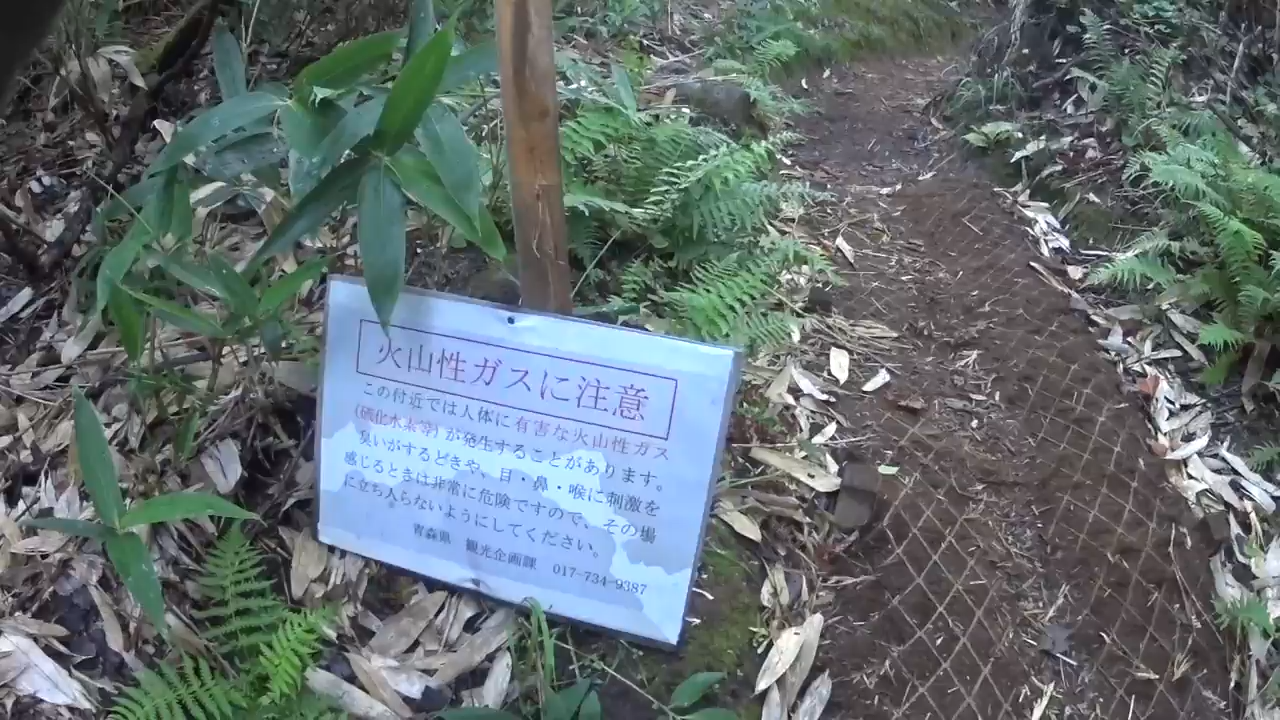 火山性ガスに注意
この付近では人体に有害な火山性ガス
(硫化水素等) が発生することがあります。
臭いがするときや、目・鼻・喉に刺激を
感じるときは非常に危険ですので、その場
に立ち入らないようにしてください。
青森県 観光企画課 017-734-9387